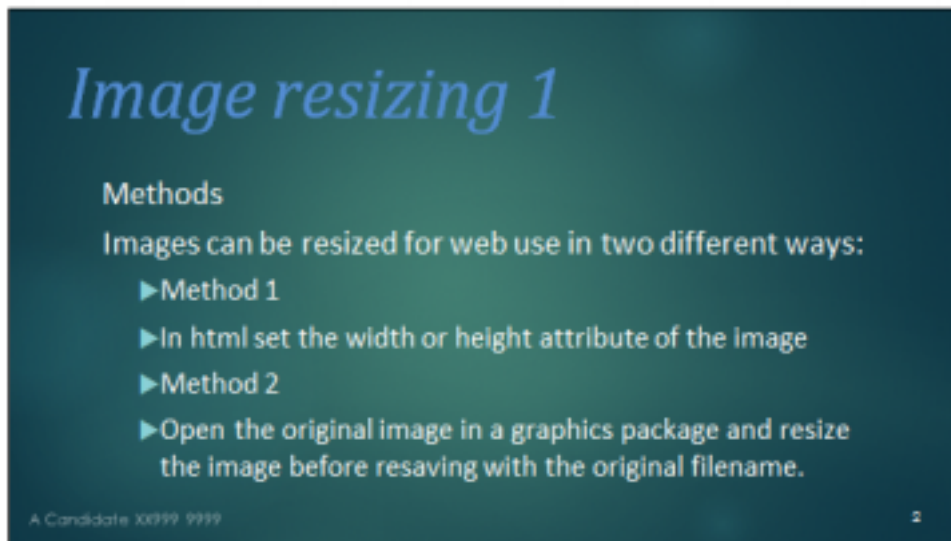 Image resizing 1
Methods
Images can be resized for web use in two different ways:
Method 1
In html set the width or height attribute of the image
Method 2
Open the original image in a graphics package and resize
the image before resaving with the original filename.
A Candidate XX999 9999
2